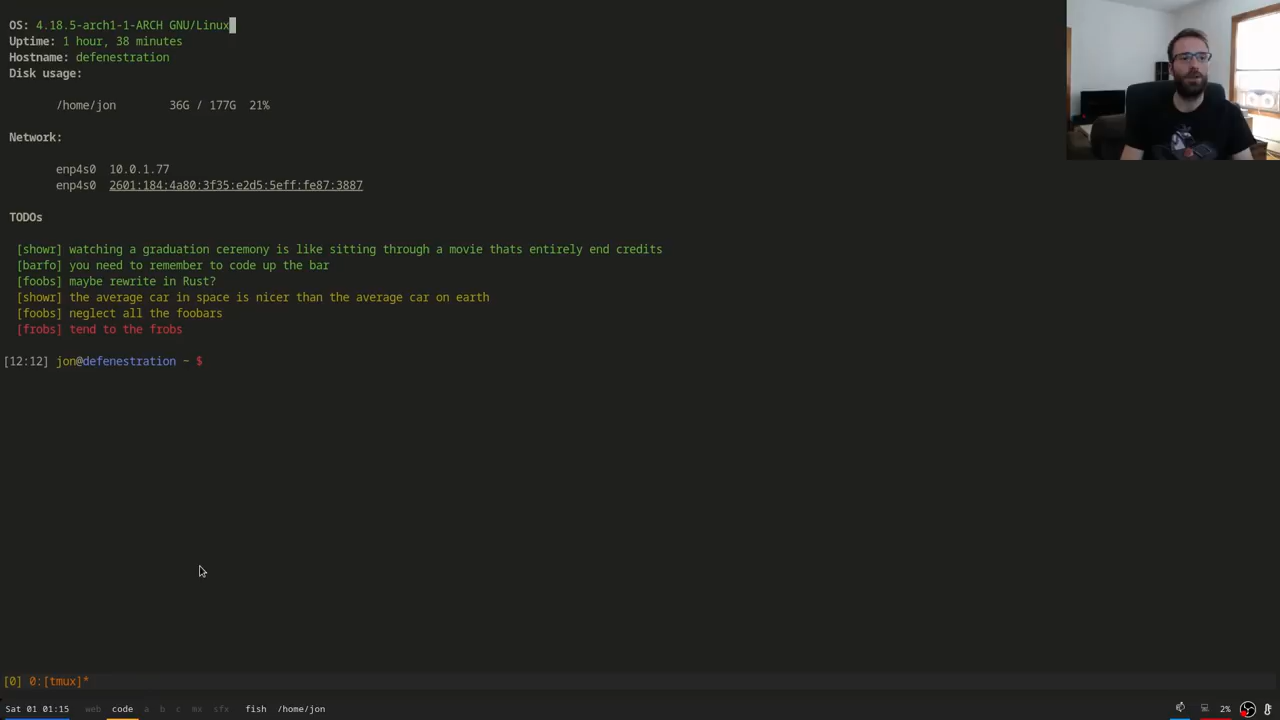 OS: 4.18.5-arch1-1-ARCH GNU/Linux
Uptime: 1 hour, 38 minutes
Hostname: defenestration
Disk usage:
/home/jon 36G / 177G 21%
Network:
enp4s0 10.0.1.77
enp4s0 2601:184:4a80:3f35:e2d5:5eff:fe87:3887
TODOs
[showr] watching a graduation ceremony is like sitting through a movie thats entirely end credits
[barfo] you need to remember to code up the bar
[foobs] maybe rewrite in Rust?
[showr] the average car in space is nicer than the average car on earth
[foobs] neglect all the foobars
[frobs] tend to the frobs
[12:12] jon@defenestration ~ $
[0] 0:[tmux]*
Sat 01 01:15 web code a b c mx sfx fish /home/jon 2%